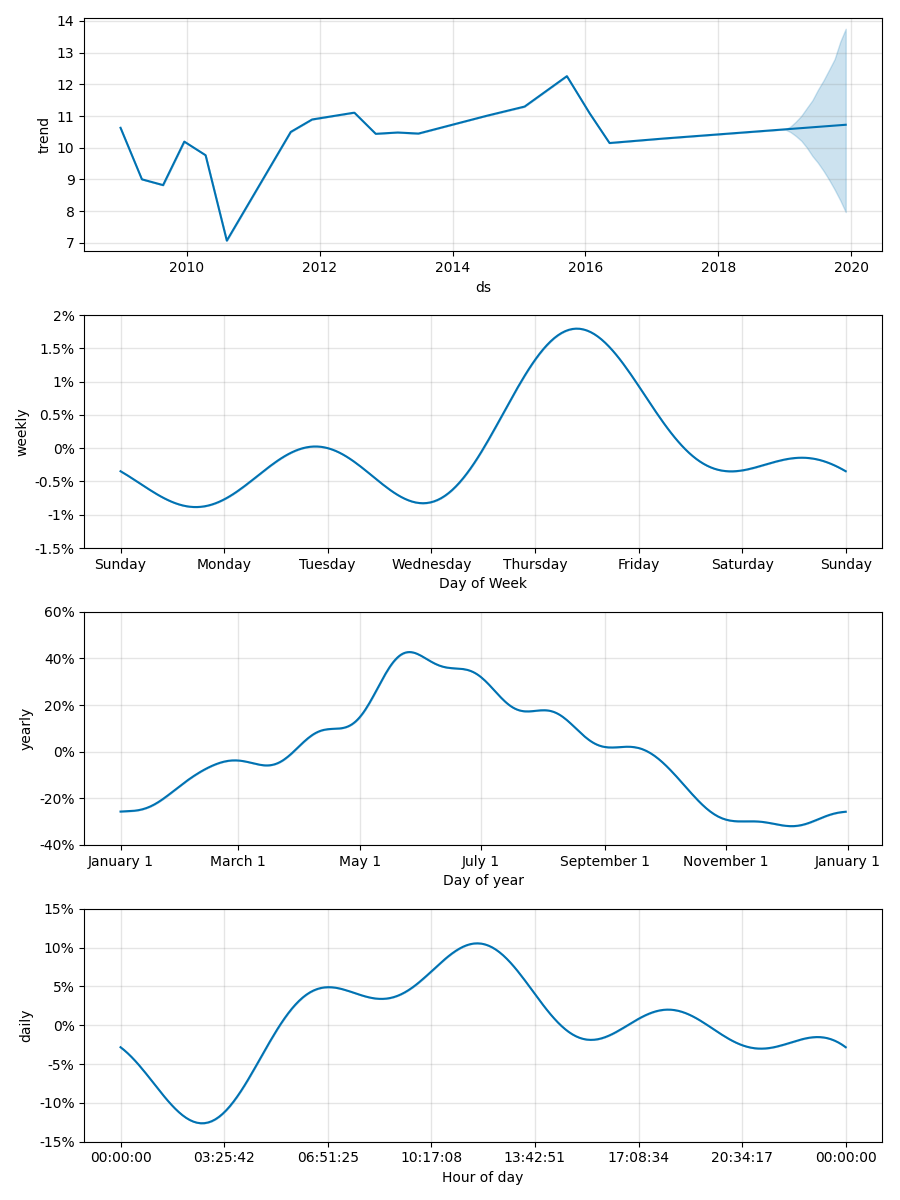 14
13
12
11
10
9
8
7
trend
2010 2012 2014 2016 2018 2020
ds
2%
1.5%
1%
0.5%
0%
-0.5%
-1%
-1.5%
weekly
Sunday Monday Tuesday Wednesday Thursday Friday Saturday Sunday
Day of Week
60%
40%
20%
0%
-20%
-40%
yearly
January 1 March 1 May 1 July 1 September 1 November 1 January 1
Day of year
15%
10%
5%
0%
-5%
-10%
-15%
daily
00:00:00 03:25:42 06:51:25 10:17:08 13:42:51 17:08:34 20:34:17 00:00:00
Hour of day